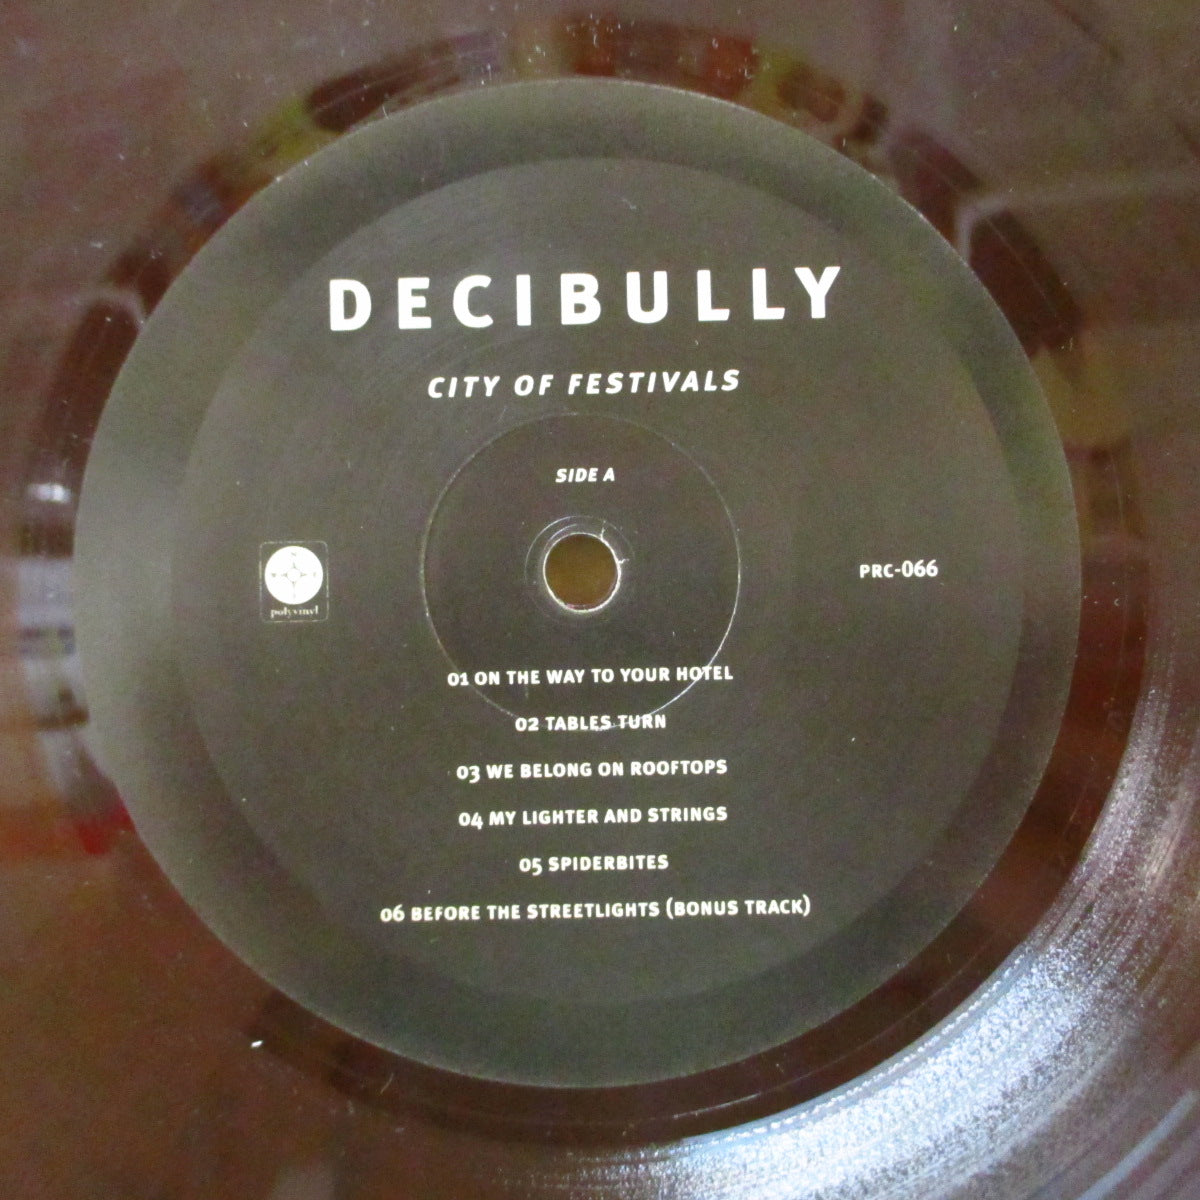 DECIBULLY
CITY OF FESTIVALS
SIDE A
polyvinyl
PRC-066
01 ON THE WAY TO YOUR HOTEL
02 TABLES TURN
03 WE BELONG ON ROOFTOPS
04 MY LIGHTER AND STRINGS
05 SPIDERBITES
06 BEFORE THE STREETLIGHTS (BONUS TRACK)